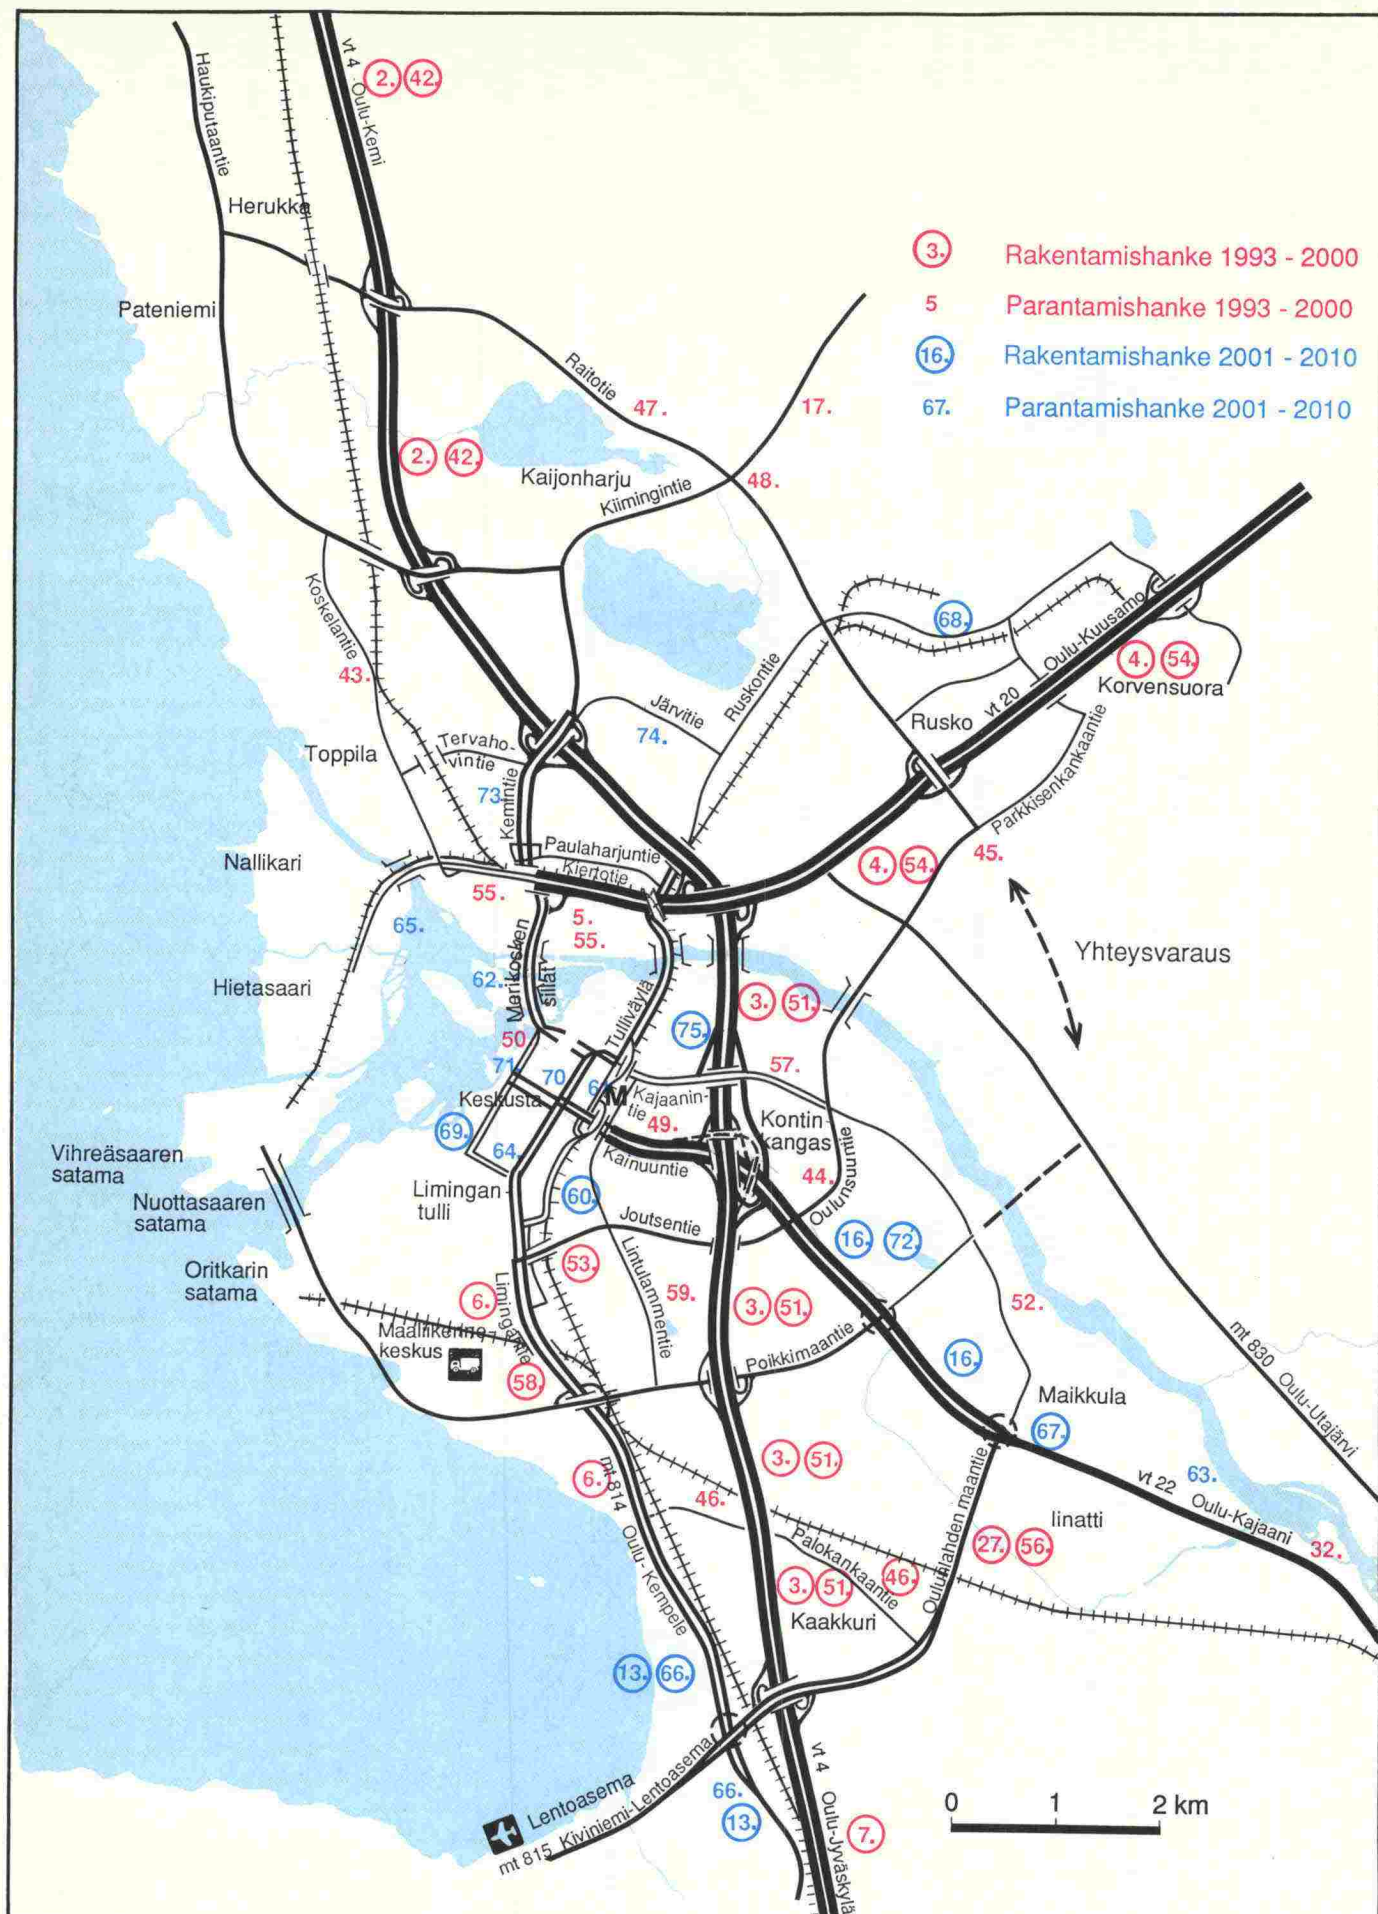 vt 4 Oulu-Kemi
2. 42.
Haukiputaantie
Herukka
3. Rakentamishanke 1993 - 2000
5 Parantamishanke 1993 - 2000
16. Rakentamishanke 2001 - 2010
67. Parantamishanke 2001 - 2010
Pateniemi
Raitotie
47.
17.
2. 42.
Kaijonharju
Kiimingintie
48.
Koskelantie
43.
68.
Oulu-Kuusamo
vt 20
4. 54.
Korvensuora
Ruskontie
Järvitie
74.
Rusko
Parkkisenkankaantie
Toppila
Tervaho-
vintie
73.
Kemintie
Paulaharjuntie
Kiertotie
Nallikari
4. 54.
45.
55.
5.
55.
65.
Yhteysvaraus
Hietasaari
62.
Merikosken
sillat
Tulliväylä
3. 51.
75.
50
57.
71.
70
61
M
Keskusta
Kajaanin-
tie
49.
Kontin-
kangas
69.
64.
Kainuuntie
44.
Oulunsuuntie
Vihreäsaaren
satama
Nuottasaaren
satama
Limingan-
tulli
60.
Joutsentie
16. 72.
Oritkarin
satama
53.
Lintulammentie
59.
6.
Limingantie
3. 51.
52.
Maaliikenne-
keskus
58.
Poikkimaantie
16.
mt 830 Oulu-Utajärvi
Maikkula
67.
3. 51.
6.
mt 814 Oulu-Kempele
46.
63.
vt 22 Oulu-Kajaani
Oulunlahden maantie
Iinatti
27. 56.
32.
Palokankaantie
46.
3. 51.
Kaakkuri
13. 66.
66.
13.
vt 4 Oulu-Jyväskylä
7.
Lentoasema
mt 815 Kiviniemi-Lentoasema
0 1 2 km